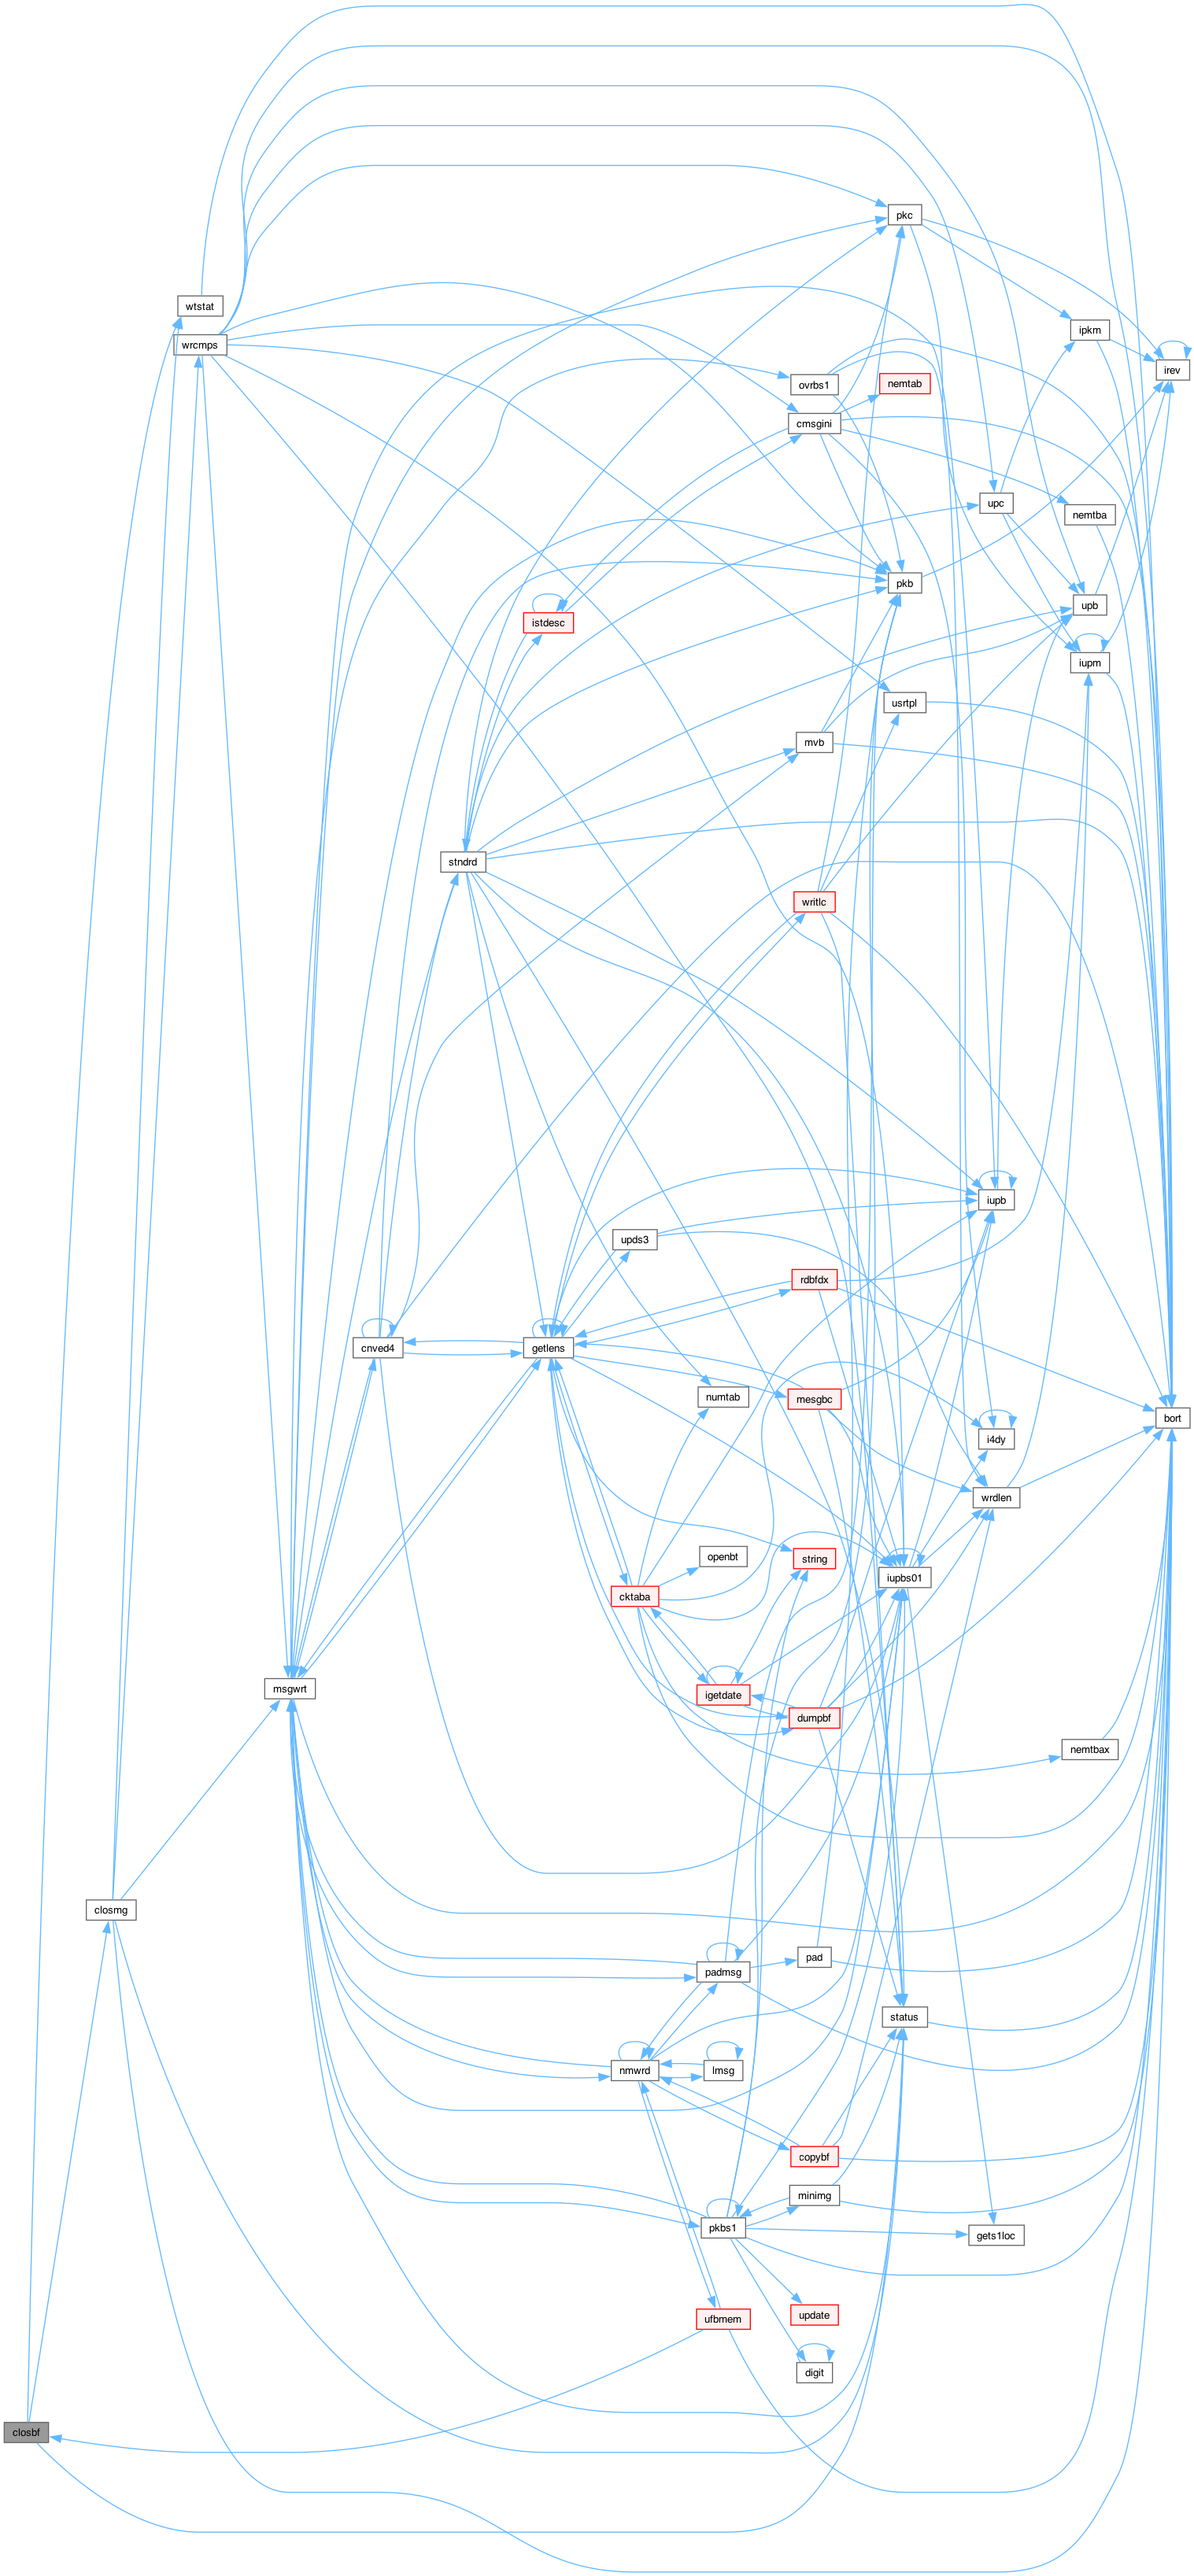 pkc
wtstat
ipkm
wrcmps
irev
nemtab
ovrbs1
cmsgini
upc
nemtba
pkb
upb
istdesc
iupm
usrtpl
mvb
stndrd
writlc
iupb
upds3
rdbfdx
cnved4
getlens
numtab
mesgbc
bort
i4dy
wrdlen
openbt
string
iupbs01
cktaba
msgwrt
igetdate
dumpbf
nemtbax
closmg
pad
padmsg
status
nmwrd
lmsg
copybf
minimg
pkbs1
gets1loc
update
ufbmem
digit
closbf